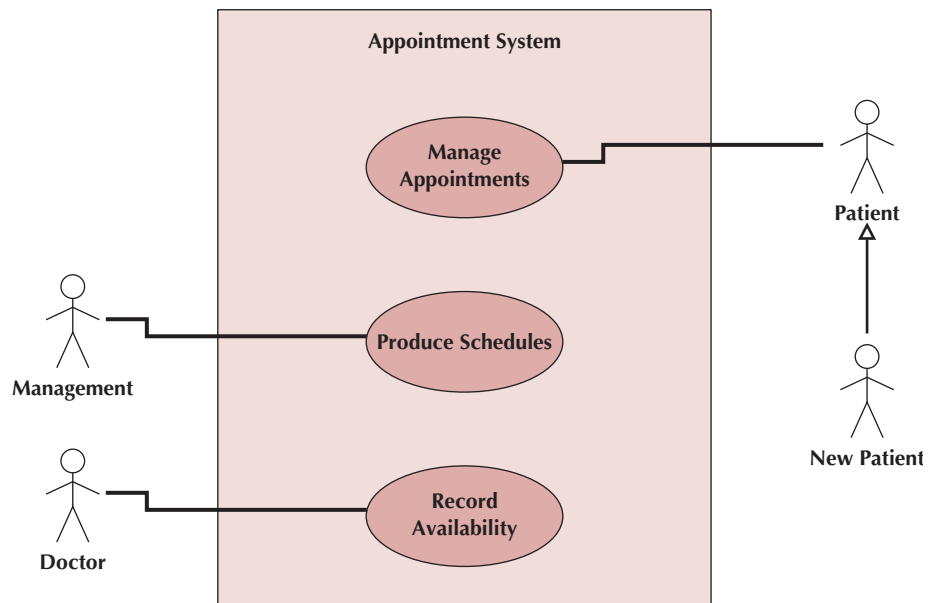 Appointment System
Manage
Appointments
Patient
Produce Schedules
Management
New Patient
Record
Availability
Doctor